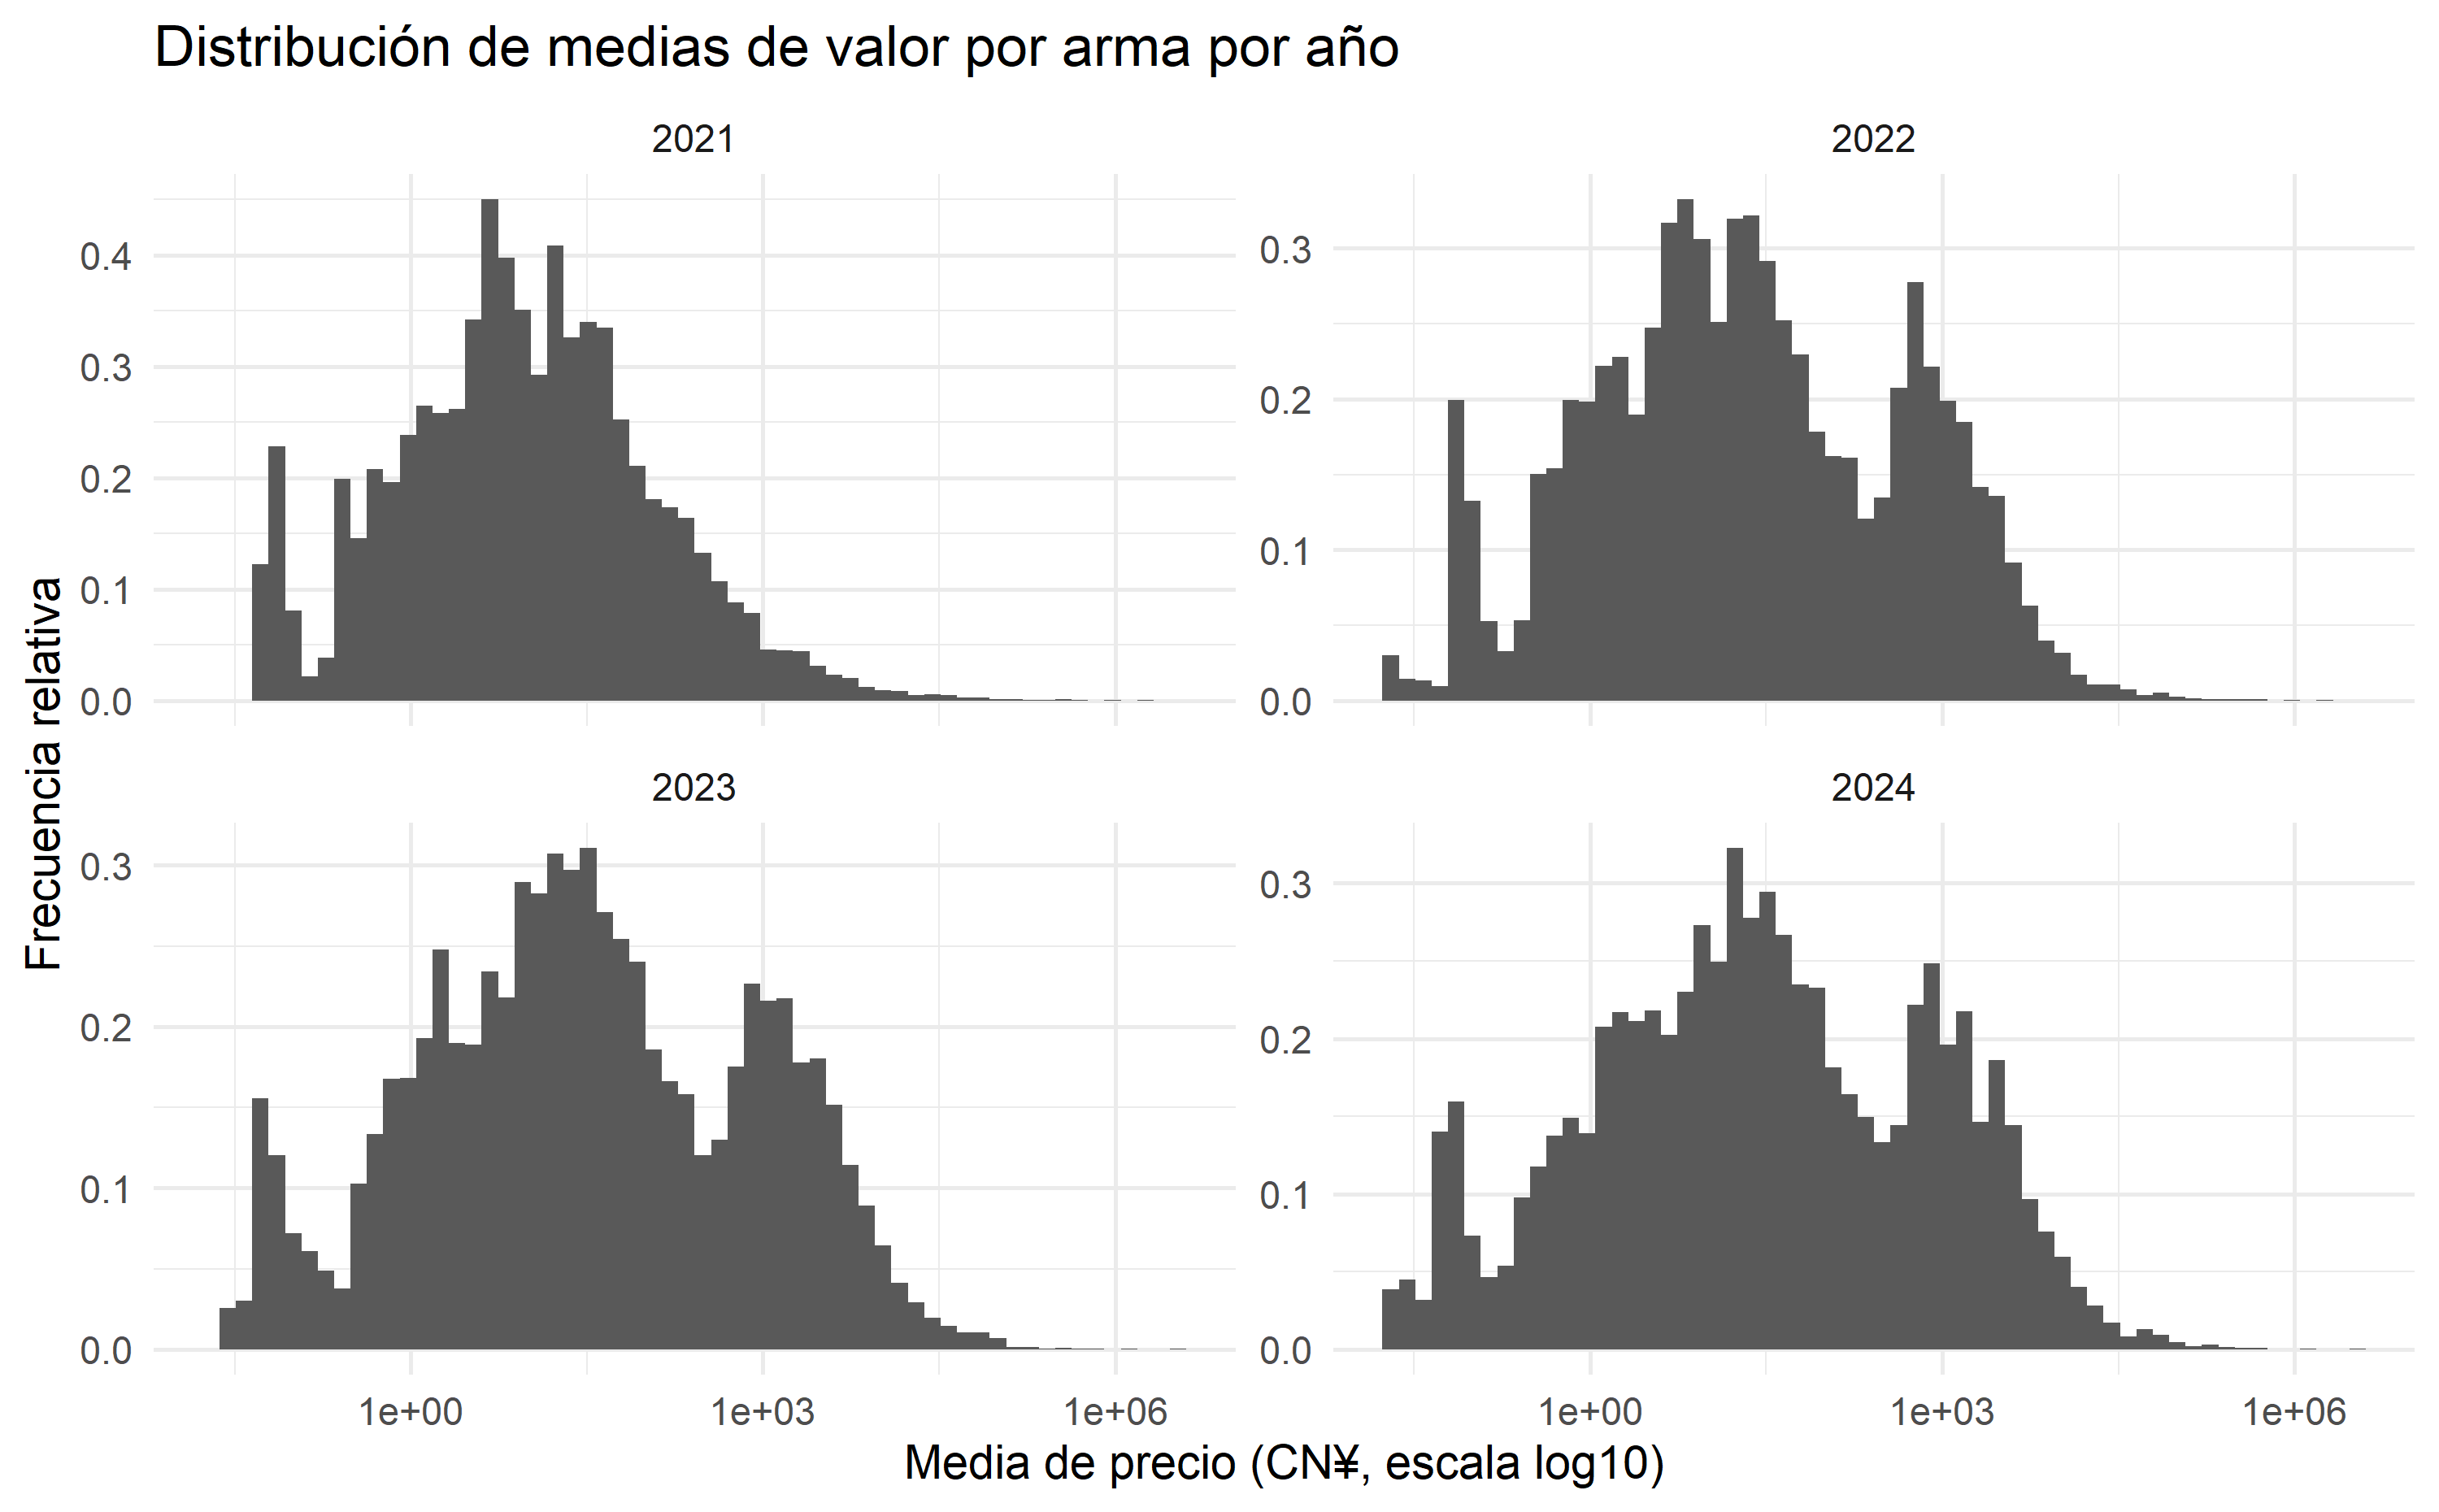 Distribución de medias de valor por arma por año
2021
2022
0.4
0.3
0.2
0.1
0.0
0.3
0.2
0.1
0.0
Frecuencia relativa
2023
2024
0.3
0.2
0.1
0.0
0.3
0.2
0.1
0.0
1e+00
1e+03
1e+06
1e+00
1e+03
1e+06
Media de precio (CN¥, escala log10)